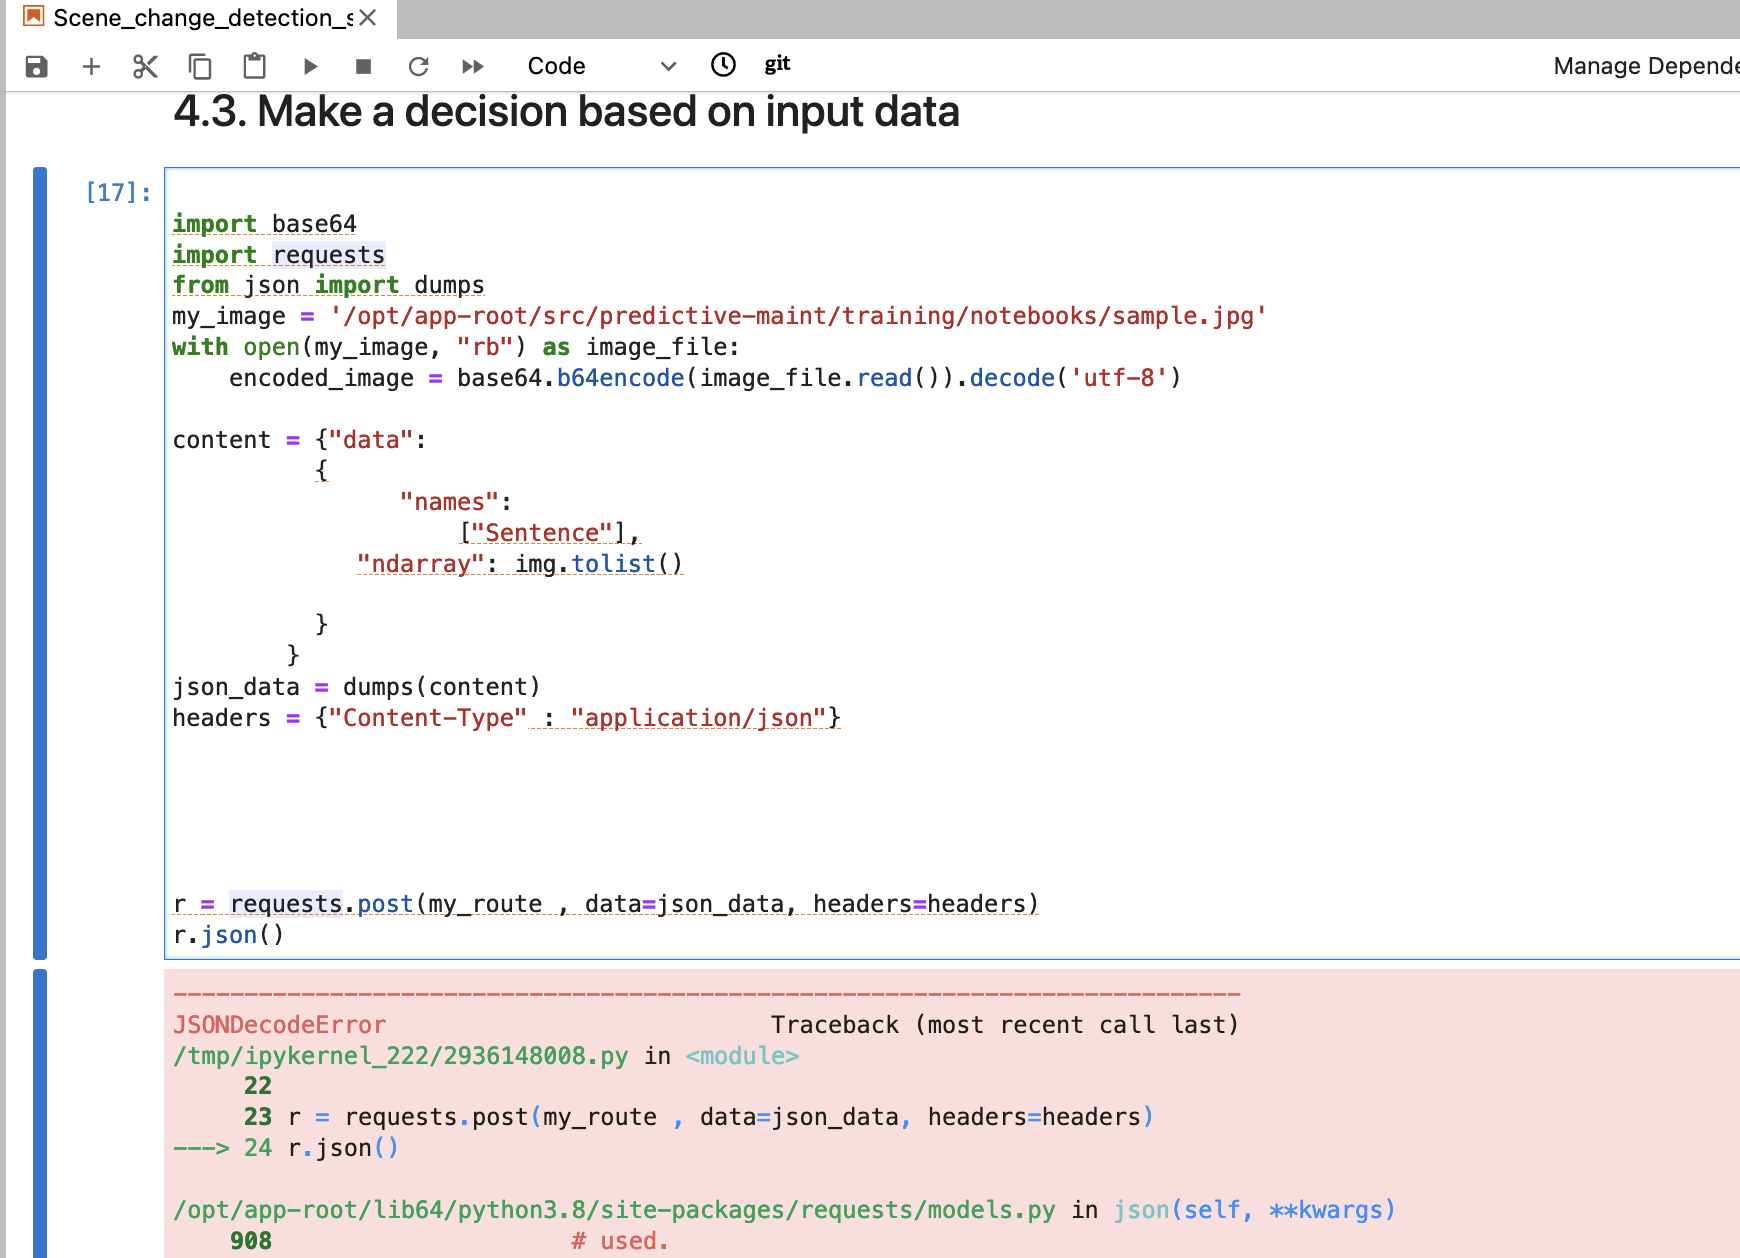 Scene_change_detection_s
Code
git
Manage Depende
4.3. Make a decision based on input data
[17]:
import base64
import requests
from json import dumps
my_image = '/opt/app-root/src/predictive-maint/training/notebooks/sample.jpg'
with open(my_image, "rb") as image_file:
    encoded_image = base64.b64encode(image_file.read()).decode('utf-8')
content = {"data":
          {
                "names":
                    ["Sentence"],
             "ndarray": img.tolist()
          }
        }
json_data = dumps(content)
headers = {"Content-Type" : "application/json"}
r = requests.post(my_route , data=json_data, headers=headers)
r.json()
---------------------------------------------------------------------------
JSONDecodeError                           Traceback (most recent call last)
/tmp/ipykernel_222/2936148008.py in <module>
     22
     23 r = requests.post(my_route , data=json_data, headers=headers)
---> 24 r.json()
/opt/app-root/lib64/python3.8/site-packages/requests/models.py in json(self, **kwargs)
    908                     # used.